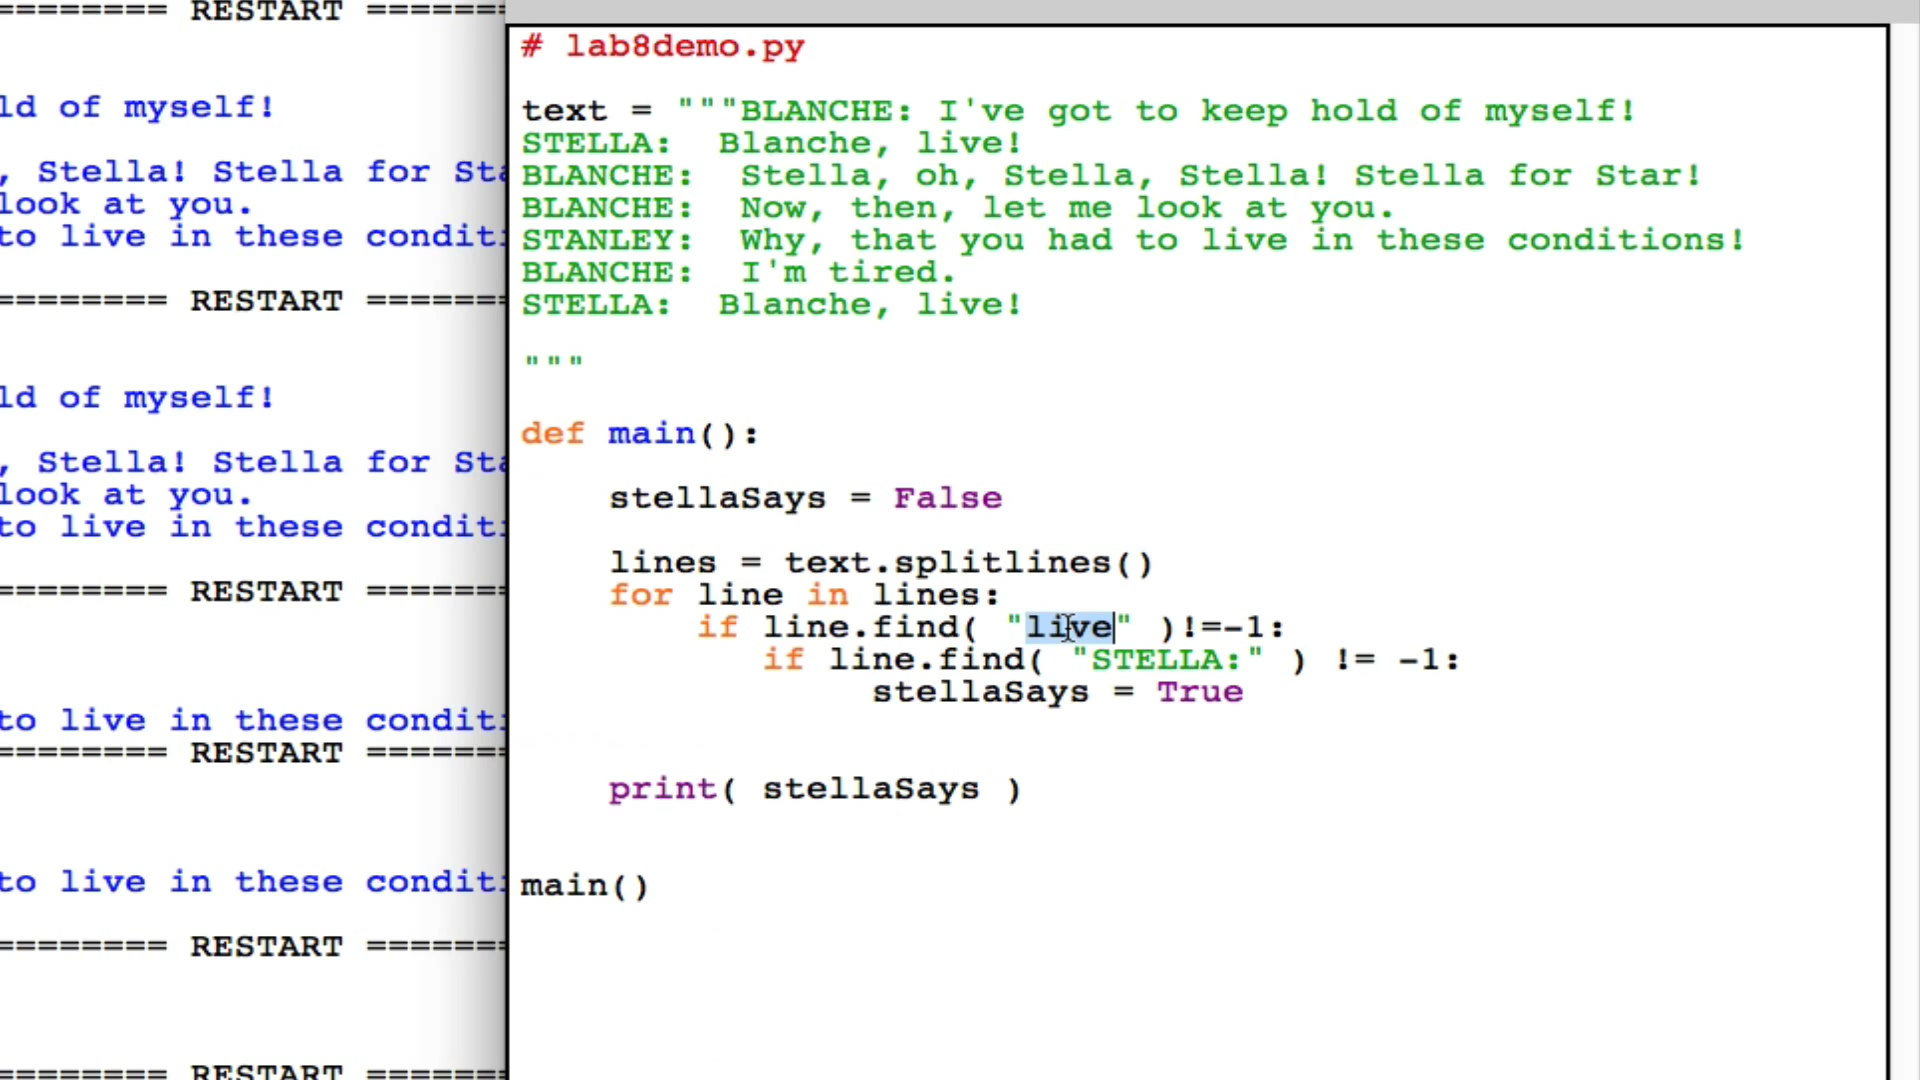 ======== RESTART =======
ld of myself!
, Stella! Stella for Sta
look at you.
to live in these conditi
======== RESTART =======
ld of myself!
, Stella! Stella for Sta
look at you.
to live in these conditi
======== RESTART =======
to live in these conditi
======== RESTART =======
to live in these conditi
======== RESTART =======
======== RESTART =======
# lab8demo.py
text = """BLANCHE: I've got to keep hold of myself!
STELLA:  Blanche, live!
BLANCHE:  Stella, oh, Stella, Stella! Stella for Star!
BLANCHE:  Now, then, let me look at you.
STANLEY:  Why, that you had to live in these conditions!
BLANCHE:  I'm tired.
STELLA:  Blanche, live!
"""
def main():
    stellaSays = False
    lines = text.splitlines()
    for line in lines:
        if line.find( "live" )!=-1:
           if line.find( "STELLA:" ) != -1:
                stellaSays = True
    print( stellaSays )
main()